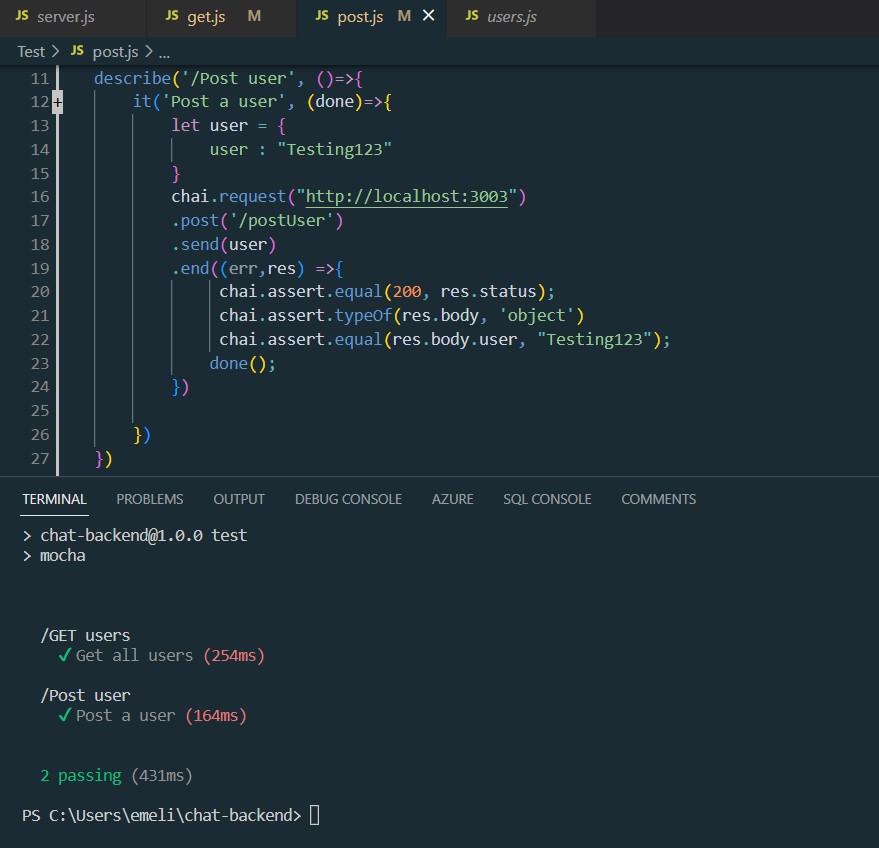 JS server.js JS get.js M JS post.js M × JS users.js
Test > JS post.js > ...
11 describe('/Post user', ()=>{
12 + it('Post a user', (done)=>{
13 let user = {
14 user : "Testing123"
15 }
16 chai.request("http://localhost:3003")
17 .post('/postUser')
18 .send(user)
19 .end((err,res) =>{
20 chai.assert.equal(200, res.status);
21 chai.assert.typeOf(res.body, 'object')
22 chai.assert.equal(res.body.user, "Testing123");
23 done();
24 })
25
26 })
27 })
TERMINAL PROBLEMS OUTPUT DEBUG CONSOLE AZURE SQL CONSOLE COMMENTS
> chat-backend@1.0.0 test
> mocha
/GET users
✓ Get all users (254ms)
/Post user
✓ Post a user (164ms)
2 passing (431ms)
PS C:\Users\emeli\chat-backend>